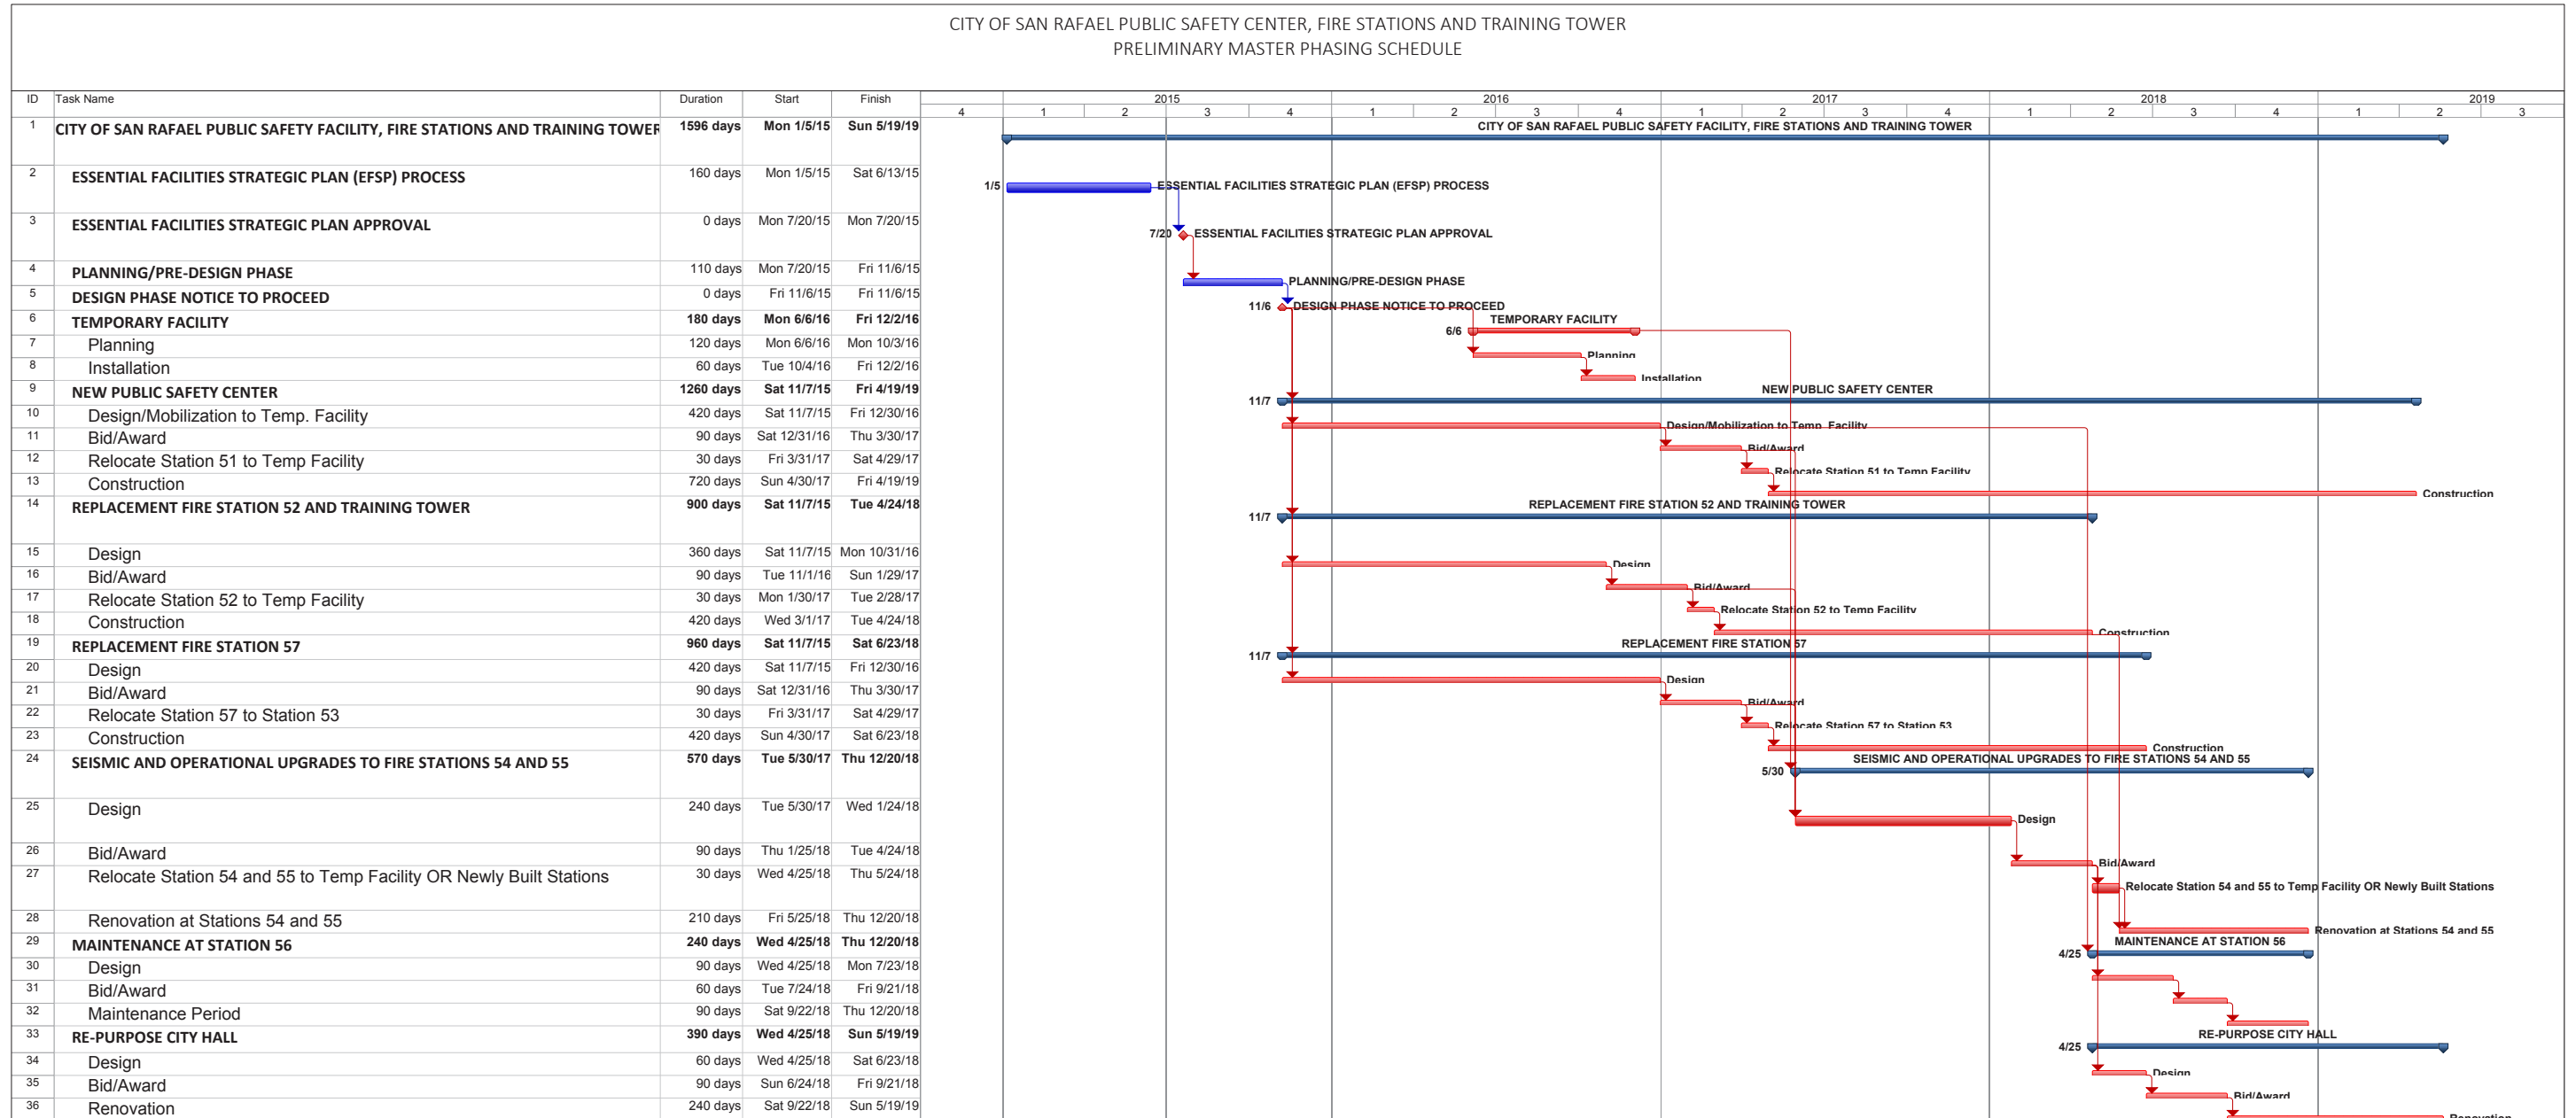 CITY OF SAN RAFAEL PUBLIC SAFETY CENTER, FIRE STATIONS AND TRAINING TOWER
PRELIMINARY MASTER PHASING SCHEDULE
ID Task Name Duration Start Finish 2015 2016 2017 2018 2019
4 1 2 3 4 1 2 3 4 1 2 3 4 1 2 3 4 1 2 3
1 CITY OF SAN RAFAEL PUBLIC SAFETY FACILITY, FIRE STATIONS AND TRAINING TOWER 1596 days Mon 1/5/15 Sun 5/19/19 CITY OF SAN RAFAEL PUBLIC SAFETY FACILITY, FIRE STATIONS AND TRAINING TOWER
2 ESSENTIAL FACILITIES STRATEGIC PLAN (EFSP) PROCESS 160 days Mon 1/5/15 Sat 6/13/15 1/5 ESSENTIAL FACILITIES STRATEGIC PLAN (EFSP) PROCESS
3 ESSENTIAL FACILITIES STRATEGIC PLAN APPROVAL 0 days Mon 7/20/15 Mon 7/20/15 7/20 ESSENTIAL FACILITIES STRATEGIC PLAN APPROVAL
4 PLANNING/PRE-DESIGN PHASE 110 days Mon 7/20/15 Fri 11/6/15 PLANNING/PRE-DESIGN PHASE
5 DESIGN PHASE NOTICE TO PROCEED 0 days Fri 11/6/15 Fri 11/6/15 11/6 DESIGN PHASE NOTICE TO PROCEED
6 TEMPORARY FACILITY 180 days Mon 6/6/16 Fri 12/2/16 6/6 TEMPORARY FACILITY
7 Planning 120 days Mon 6/6/16 Mon 10/3/16 Planning
8 Installation 60 days Tue 10/4/16 Fri 12/2/16 Installation
9 NEW PUBLIC SAFETY CENTER 1260 days Sat 11/7/15 Fri 4/19/19 11/7 NEW PUBLIC SAFETY CENTER
10 Design/Mobilization to Temp. Facility 420 days Sat 11/7/15 Fri 12/30/16 Design/Mobilization to Temp. Facility
11 Bid/Award 90 days Sat 12/31/16 Thu 3/30/17 Bid/Award
12 Relocate Station 51 to Temp Facility 30 days Fri 3/31/17 Sat 4/29/17 Relocate Station 51 to Temp Facility
13 Construction 720 days Sun 4/30/17 Fri 4/19/19 Construction
14 REPLACEMENT FIRE STATION 52 AND TRAINING TOWER 900 days Sat 11/7/15 Tue 4/24/18 11/7 REPLACEMENT FIRE STATION 52 AND TRAINING TOWER
15 Design 360 days Sat 11/7/15 Mon 10/31/16 Design
16 Bid/Award 90 days Tue 11/1/16 Sun 1/29/17 Bid/Award
17 Relocate Station 52 to Temp Facility 30 days Mon 1/30/17 Tue 2/28/17 Relocate Station 52 to Temp Facility
18 Construction 420 days Wed 3/1/17 Tue 4/24/18 Construction
19 REPLACEMENT FIRE STATION 57 960 days Sat 11/7/15 Sat 6/23/18 11/7 REPLACEMENT FIRE STATION 57
20 Design 420 days Sat 11/7/15 Fri 12/30/16 Design
21 Bid/Award 90 days Sat 12/31/16 Thu 3/30/17 Bid/Award
22 Relocate Station 57 to Station 53 30 days Fri 3/31/17 Sat 4/29/17 Relocate Station 57 to Station 53
23 Construction 420 days Sun 4/30/17 Sat 6/23/18 Construction
24 SEISMIC AND OPERATIONAL UPGRADES TO FIRE STATIONS 54 AND 55 570 days Tue 5/30/17 Thu 12/20/18 5/30 SEISMIC AND OPERATIONAL UPGRADES TO FIRE STATIONS 54 AND 55
25 Design 240 days Tue 5/30/17 Wed 1/24/18 Design
26 Bid/Award 90 days Thu 1/25/18 Tue 4/24/18 Bid/Award
27 Relocate Station 54 and 55 to Temp Facility OR Newly Built Stations 30 days Wed 4/25/18 Thu 5/24/18 Relocate Station 54 and 55 to Temp Facility OR Newly Built Stations
28 Renovation at Stations 54 and 55 210 days Fri 5/25/18 Thu 12/20/18 Renovation at Stations 54 and 55
29 MAINTENANCE AT STATION 56 240 days Wed 4/25/18 Thu 12/20/18 4/25 MAINTENANCE AT STATION 56
30 Design 90 days Wed 4/25/18 Mon 7/23/18
31 Bid/Award 60 days Tue 7/24/18 Fri 9/21/18
32 Maintenance Period 90 days Sat 9/22/18 Thu 12/20/18
33 RE-PURPOSE CITY HALL 390 days Wed 4/25/18 Sun 5/19/19 4/25 RE-PURPOSE CITY HALL
34 Design 60 days Wed 4/25/18 Sat 6/23/18 Design
35 Bid/Award 90 days Sun 6/24/18 Fri 9/21/18 Bid/Award
36 Renovation 240 days Sat 9/22/18 Sun 5/19/19 Renovation